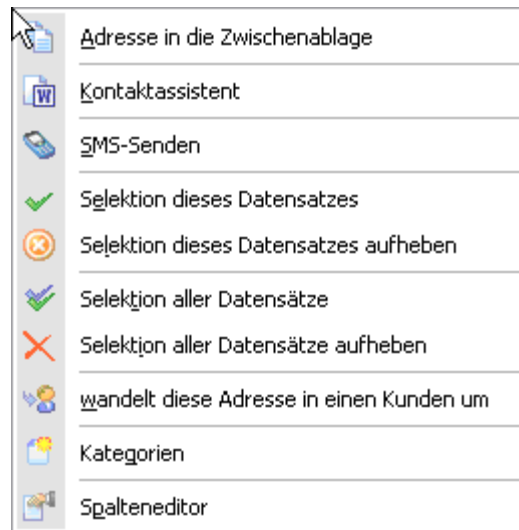 Adresse in die Zwischenablage
Kontaktassistent
SMS-Senden
Selektion dieses Datensatzes
Selektion dieses Datensatzes aufheben
Selektion aller Datensätze
Selektion aller Datensätze aufheben
wandelt diese Adresse in einen Kunden um
Kategorien
Spalteneditor